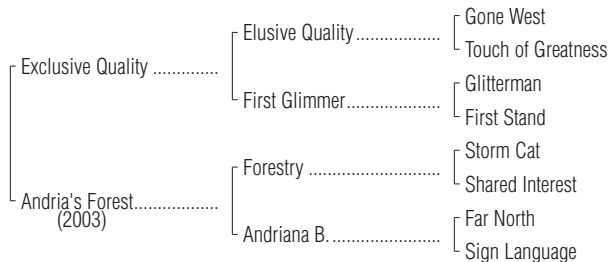 Gone West
Elusive Quality ..................
Touch of Greatness
Exclusive Quality ..............
Glitterman
First Glimmer....................
First Stand
Storm Cat
Forestry ............................
Shared Interest
Andria's Forest..................
(2003)
Far North
Andriana B. .......................
Sign Language